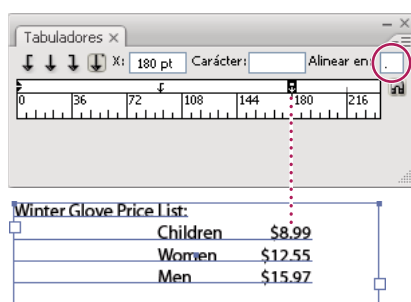 Tabuladores ×
X: 180 pt Carácter: Alinear en: .
0 36 72 108 144 180 216
Winter Glove Price List:
Children $8.99
Women $12.55
Men $15.97